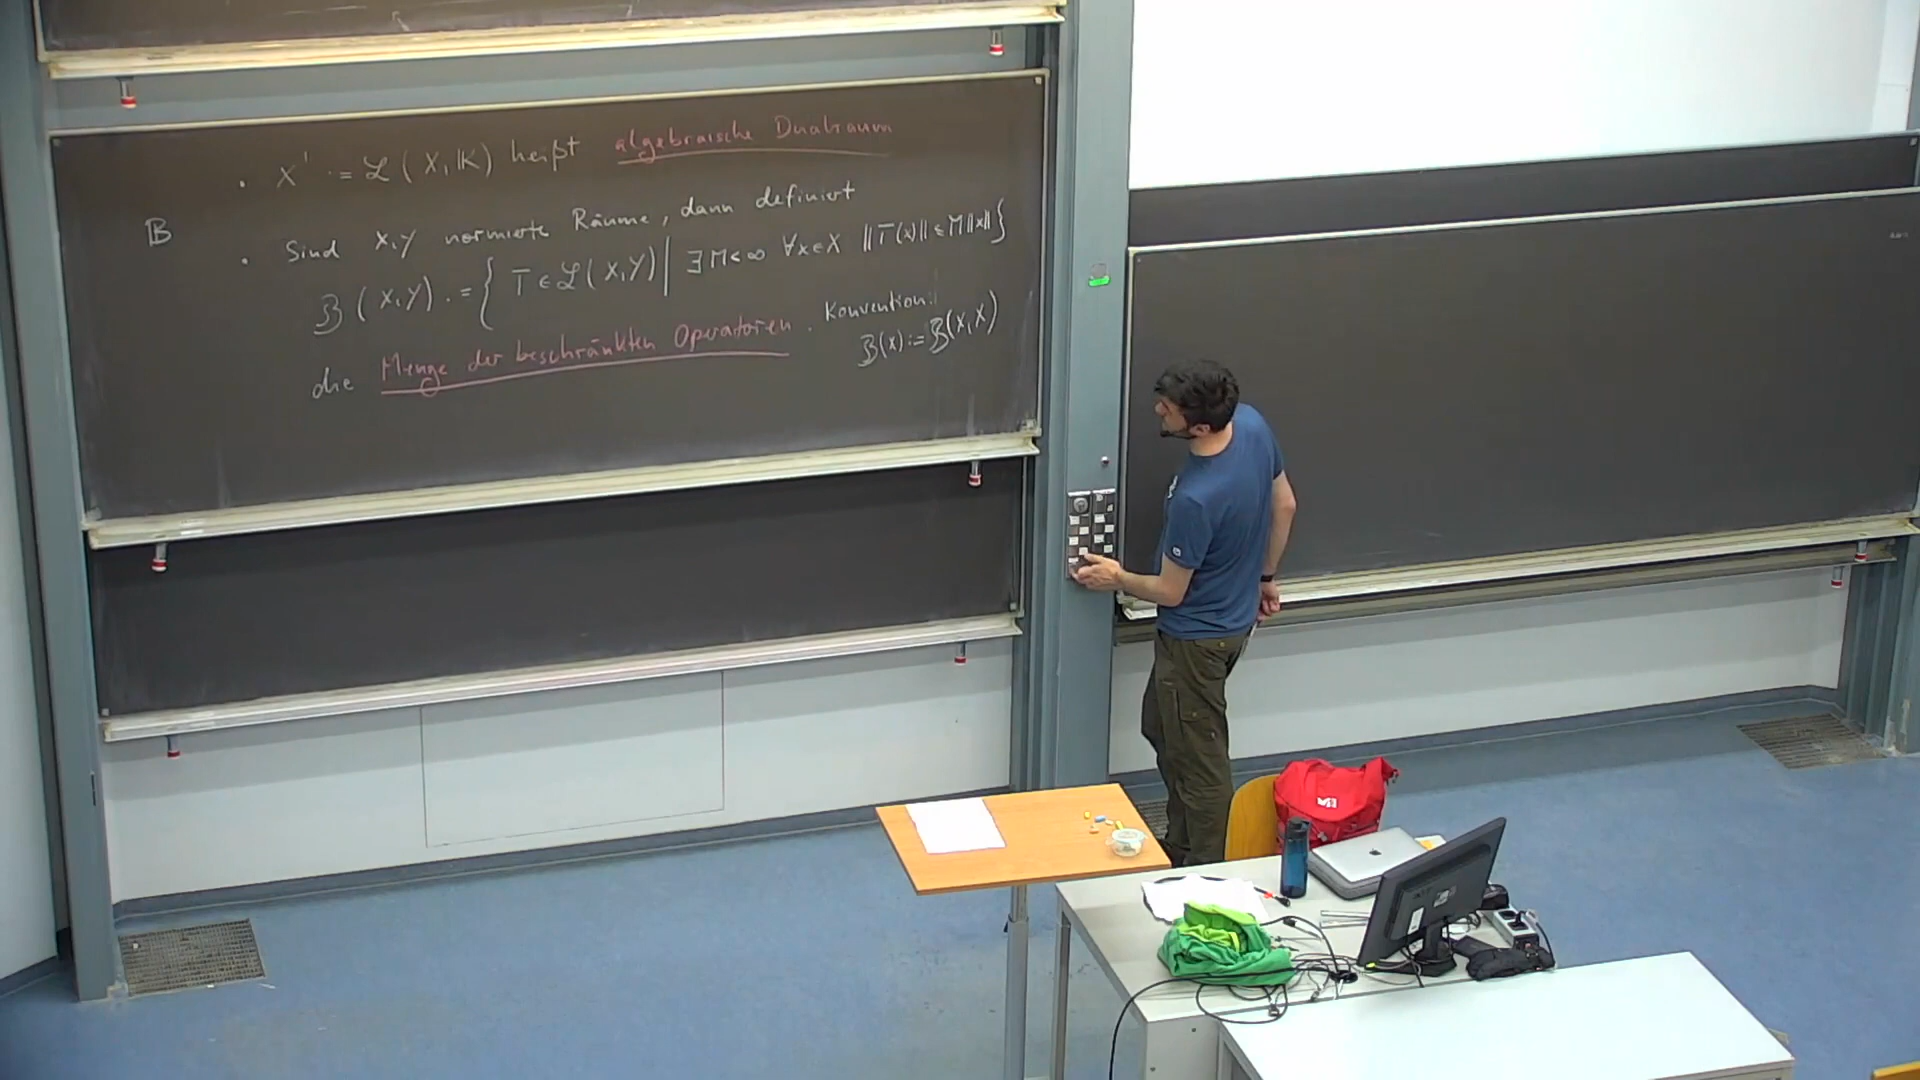 • X' := ℒ(X, 𝕂) heißt algebraische Dualraum
𝔹
• Sind X, Y normierte Räume, dann definiert
ℬ(X,Y) := { T ∈ ℒ(X,Y) | ∃ M < ∞ ∀x ∈ X ‖T(x)‖ ≤ M‖x‖ }
die Menge der beschränkten Operatoren. Konvention:
ℬ(X) := ℬ(X,X)